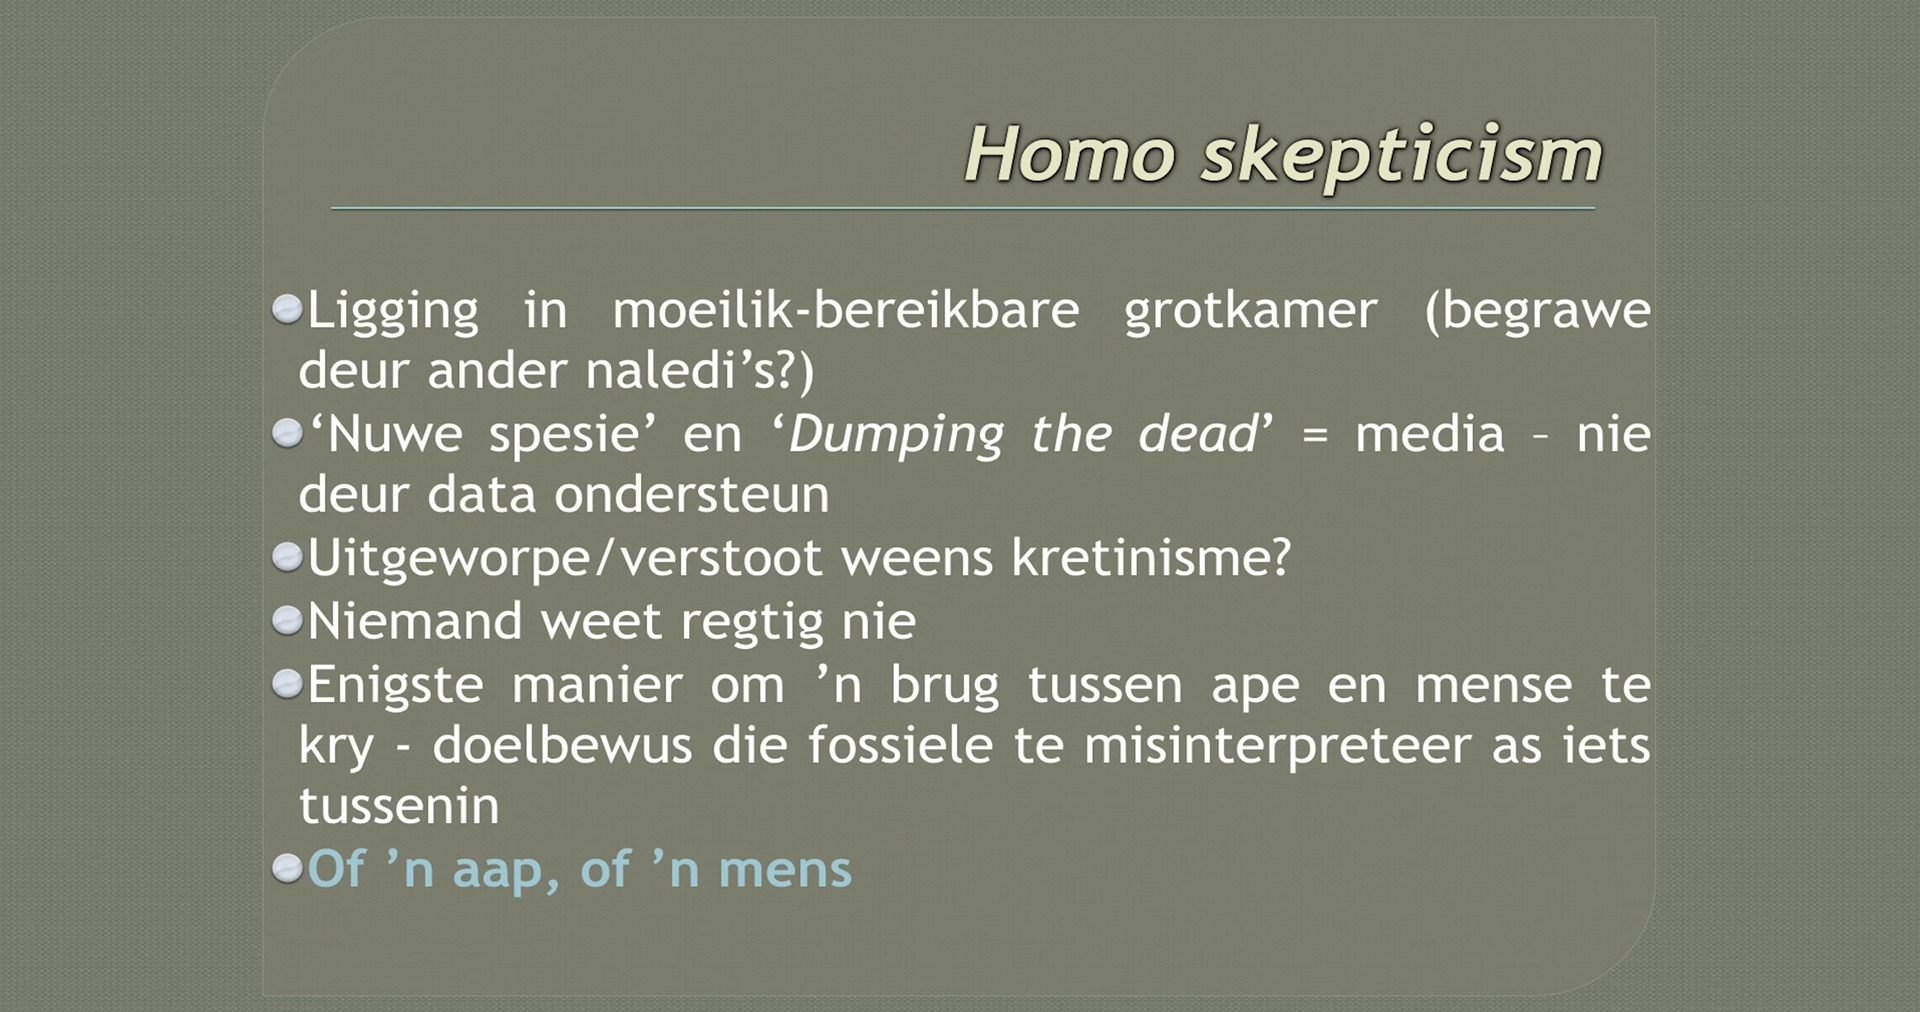 Homo skepticism
Ligging in moeilik-bereikbare grotkamer (begrawe
deur ander naledi’s?)
‘Nuwe spesie’ en ‘Dumping the dead’ = media – nie
deur data ondersteun
Uitgeworpe/verstoot weens kretinisme?
Niemand weet regtig nie
Enigste manier om ’n brug tussen ape en mense te
kry - doelbewus die fossiele te misinterpreteer as iets
tussenin
Of ’n aap, of ’n mens